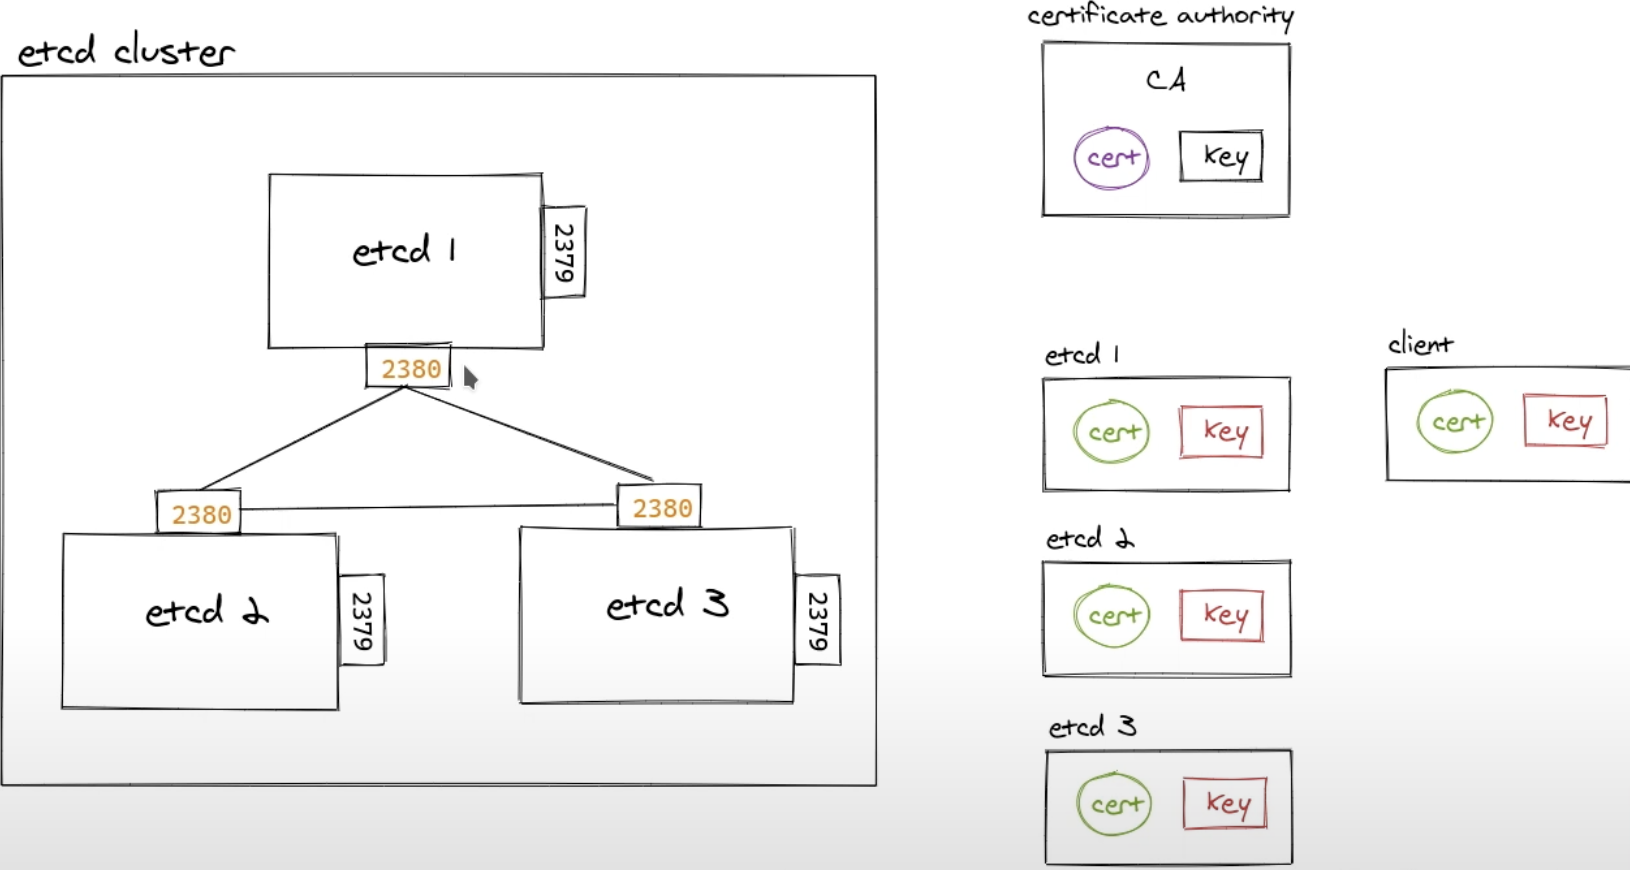 etcd cluster
etcd 1
2379
2380
2380
2380
etcd 2
2379
etcd 3
2379
certificate authority
CA
cert
key
etcd 1
cert
key
client
cert
key
etcd 2
cert
key
etcd 3
cert
key